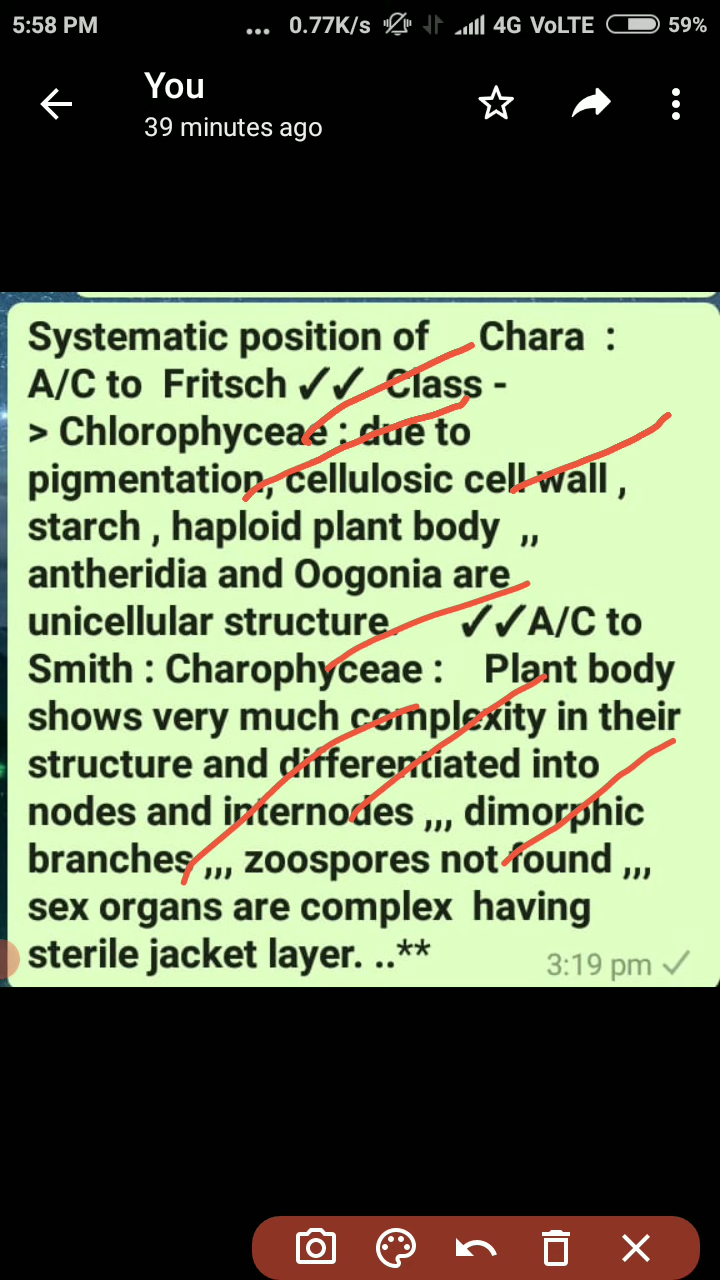 5:58 PM ... 0.77K/s 4G VoLTE 59%
You
39 minutes ago
Systematic position of Chara :
A/C to Fritsch ✓✓ Class -
> Chlorophyceae : due to
pigmentation, cellulosic cell wall ,
starch , haploid plant body ,,
antheridia and Oogonia are
unicellular structure. ✓✓A/C to
Smith : Charophyceae : Plant body
shows very much complexity in their
structure and differentiated into
nodes and internodes ,,, dimorphic
branches ,,, zoospores not found ,,,
sex organs are complex having
sterile jacket layer. ..**
3:19 pm ✓